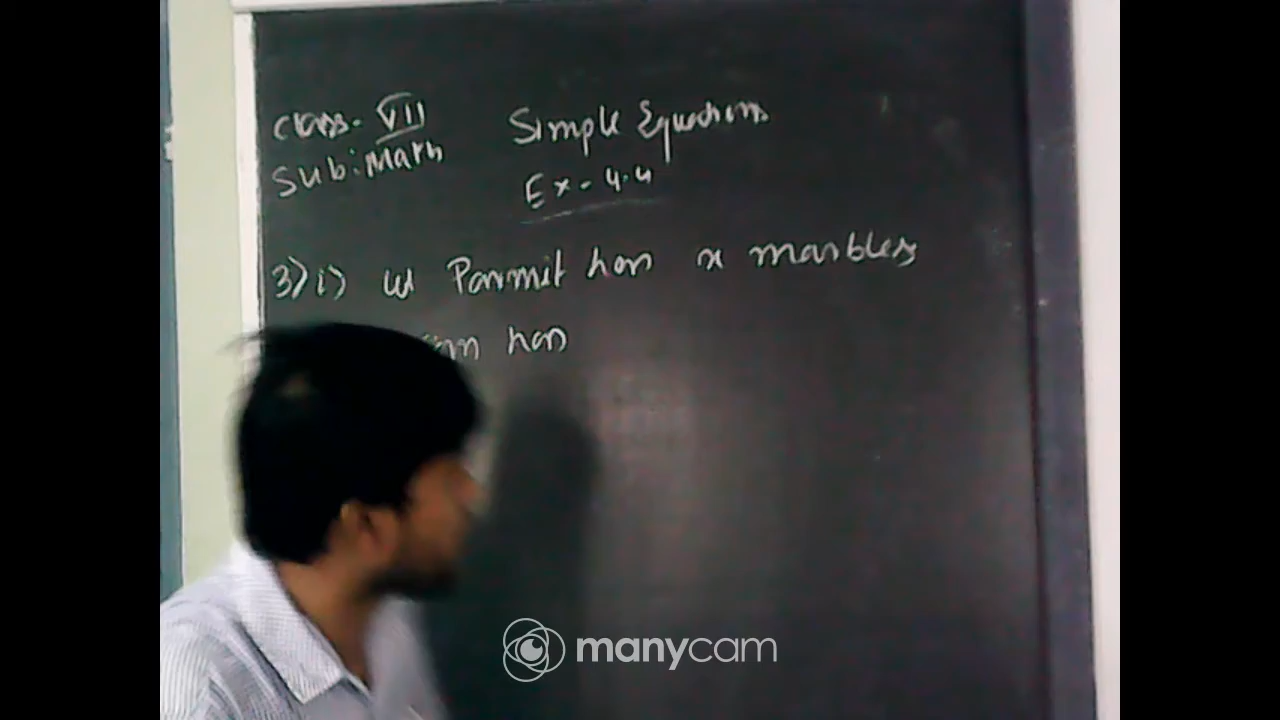 Class- VII
Sub: Math
Simple Equations
Ex- 4.4
3) i) Let Parmit has x marbles
has
manycam